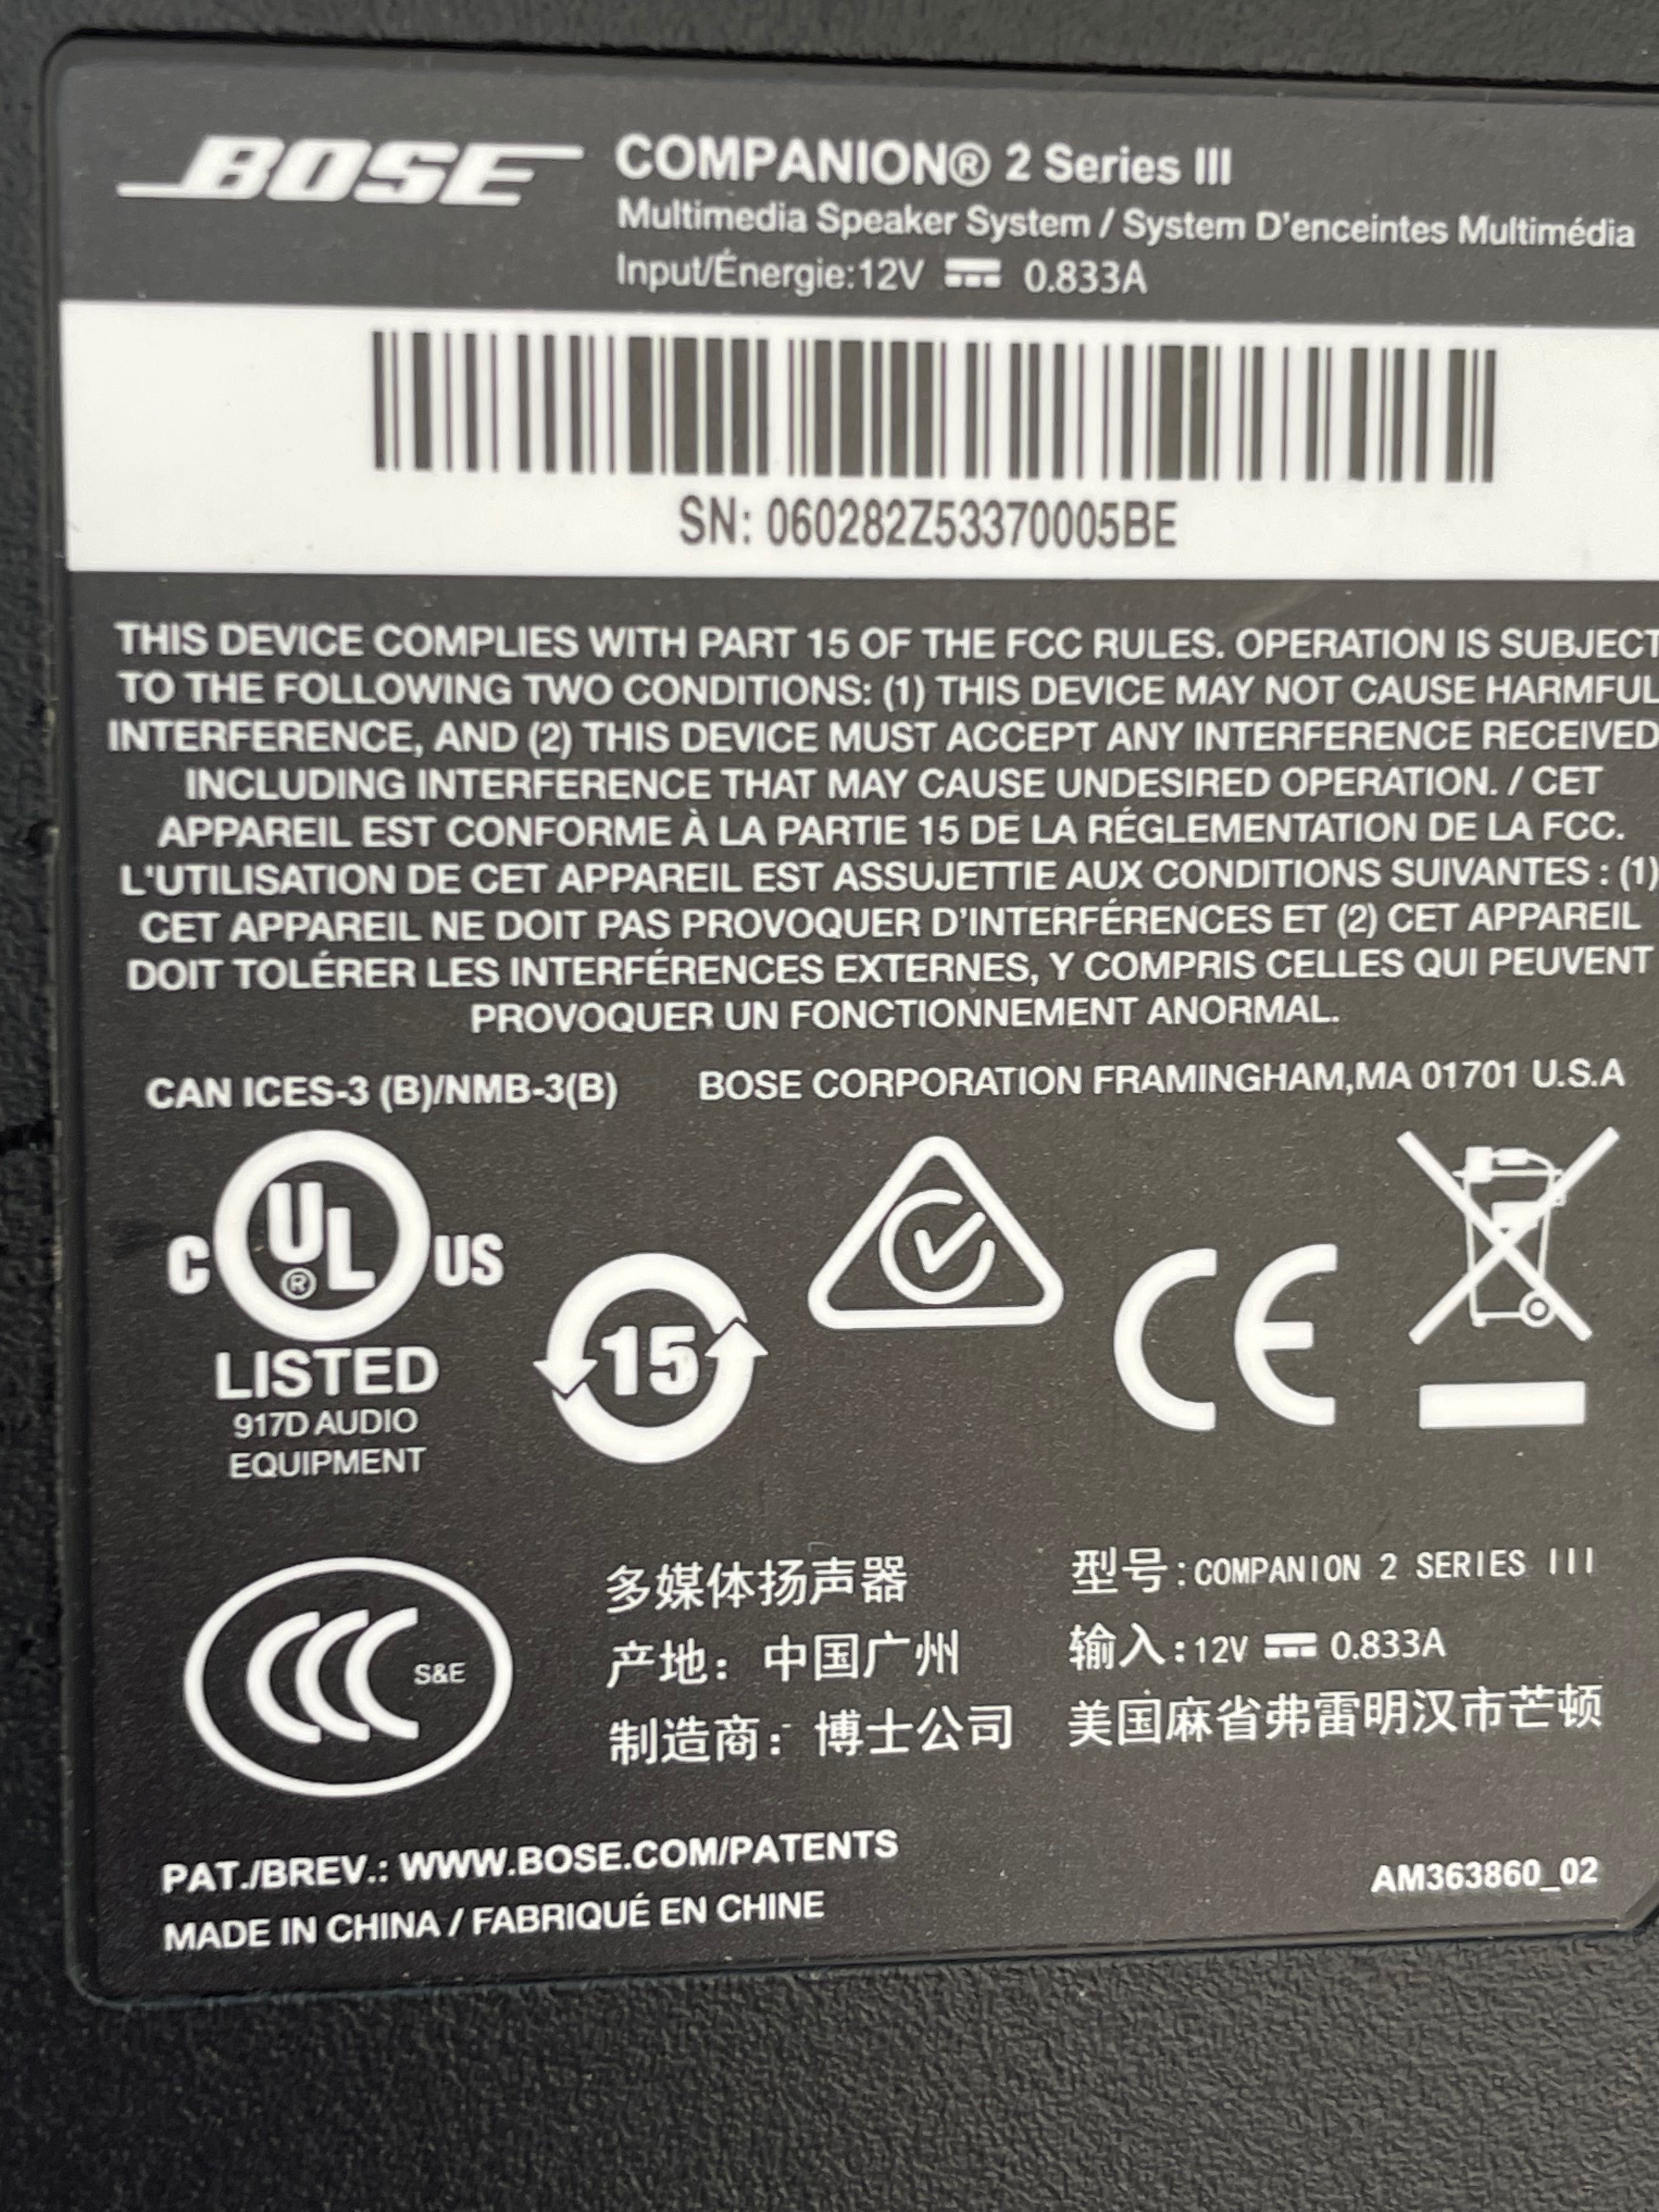 BOSE COMPANION® 2 Series III
Multimedia Speaker System / System D'enceintes Multimédia
Input/Énergie:12V ⎓ 0.833A
SN: 060282Z53370005BE
THIS DEVICE COMPLIES WITH PART 15 OF THE FCC RULES. OPERATION IS SUBJECT
TO THE FOLLOWING TWO CONDITIONS: (1) THIS DEVICE MAY NOT CAUSE HARMFUL
INTERFERENCE, AND (2) THIS DEVICE MUST ACCEPT ANY INTERFERENCE RECEIVED
INCLUDING INTERFERENCE THAT MAY CAUSE UNDESIRED OPERATION. / CET
APPAREIL EST CONFORME À LA PARTIE 15 DE LA RÉGLEMENTATION DE LA FCC.
L'UTILISATION DE CET APPAREIL EST ASSUJETTIE AUX CONDITIONS SUIVANTES : (1)
CET APPAREIL NE DOIT PAS PROVOQUER D'INTERFÉRENCES ET (2) CET APPAREIL
DOIT TOLÉRER LES INTERFÉRENCES EXTERNES, Y COMPRIS CELLES QUI PEUVENT
PROVOQUER UN FONCTIONNEMENT ANORMAL.
CAN ICES-3 (B)/NMB-3(B) BOSE CORPORATION FRAMINGHAM,MA 01701 U.S.A
C UL® US
LISTED
917D AUDIO
EQUIPMENT
15
CE
CCC S&E
多媒体扬声器 型号:COMPANION 2 SERIES III
产地：中国广州 输入:12V ⎓ 0.833A
制造商：博士公司 美国麻省弗雷明汉市芒顿
PAT./BREV.: WWW.BOSE.COM/PATENTS
MADE IN CHINA / FABRIQUÉ EN CHINE
AM363860_02